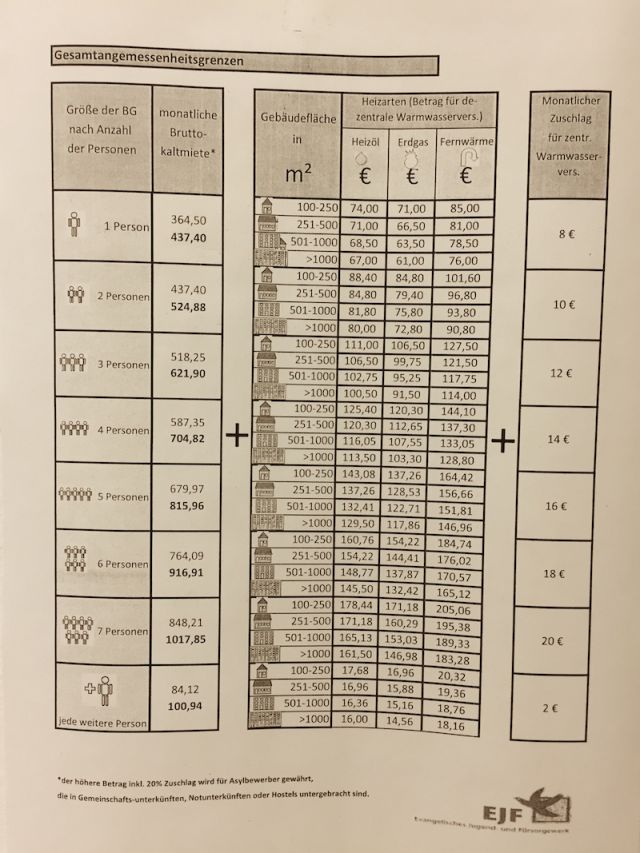 Gesamtangemessenheitsgrenzen
Größe der BG
nach Anzahl
der Personen
monatliche
Brutto-
kaltmiete*
Gebäudefläche
in
m²
Heizarten (Betrag für de-
zentrale Warmwasservers.)
Heizöl Erdgas Fernwärme
€ € €
Monatlicher
Zuschlag
für zentr.
Warmwasser-
vers.
1 Person
364,50
437,40
100-250 74,00 71,00 85,00
251-500 71,00 66,50 81,00
501-1000 68,50 63,50 78,50
>1000 67,00 61,00 76,00
8 €
2 Personen
437,40
524,88
100-250 88,40 84,80 101,60
251-500 84,80 79,40 96,80
501-1000 81,80 75,80 93,80
>1000 80,00 72,80 90,80
10 €
3 Personen
518,25
621,90
100-250 111,00 106,50 127,50
251-500 106,50 99,75 121,50
501-1000 102,75 95,25 117,75
>1000 100,50 91,50 114,00
12 €
4 Personen
587,35
704,82
+
100-250 125,40 120,30 144,10
251-500 120,30 112,65 137,30
501-1000 116,05 107,55 133,05
>1000 113,50 103,30 128,80
+
14 €
5 Personen
679,97
815,96
100-250 143,08 137,26 164,42
251-500 137,26 128,53 156,66
501-1000 132,41 122,71 151,81
>1000 129,50 117,86 146,96
16 €
6 Personen
764,09
916,91
100-250 160,76 154,22 184,74
251-500 154,22 144,41 176,02
501-1000 148,77 137,87 170,57
>1000 145,50 132,42 165,12
18 €
7 Personen
848,21
1017,85
100-250 178,44 171,18 205,06
251-500 171,18 160,29 195,38
501-1000 165,13 153,03 189,33
>1000 161,50 146,98 183,28
20 €
+
jede weitere Person
84,12
100,94
100-250 17,68 16,96 20,32
251-500 16,96 15,88 19,36
501-1000 16,36 15,16 18,76
>1000 16,00 14,56 18,16
2 €
*der höhere Betrag inkl. 20% Zuschlag wird für Asylbewerber gewährt,
die in Gemeinschafts-unterkünften, Notunterkünften oder Hostels untergebracht sind.
EJF
Evangelisches Jugend- und Fürsorgewerk